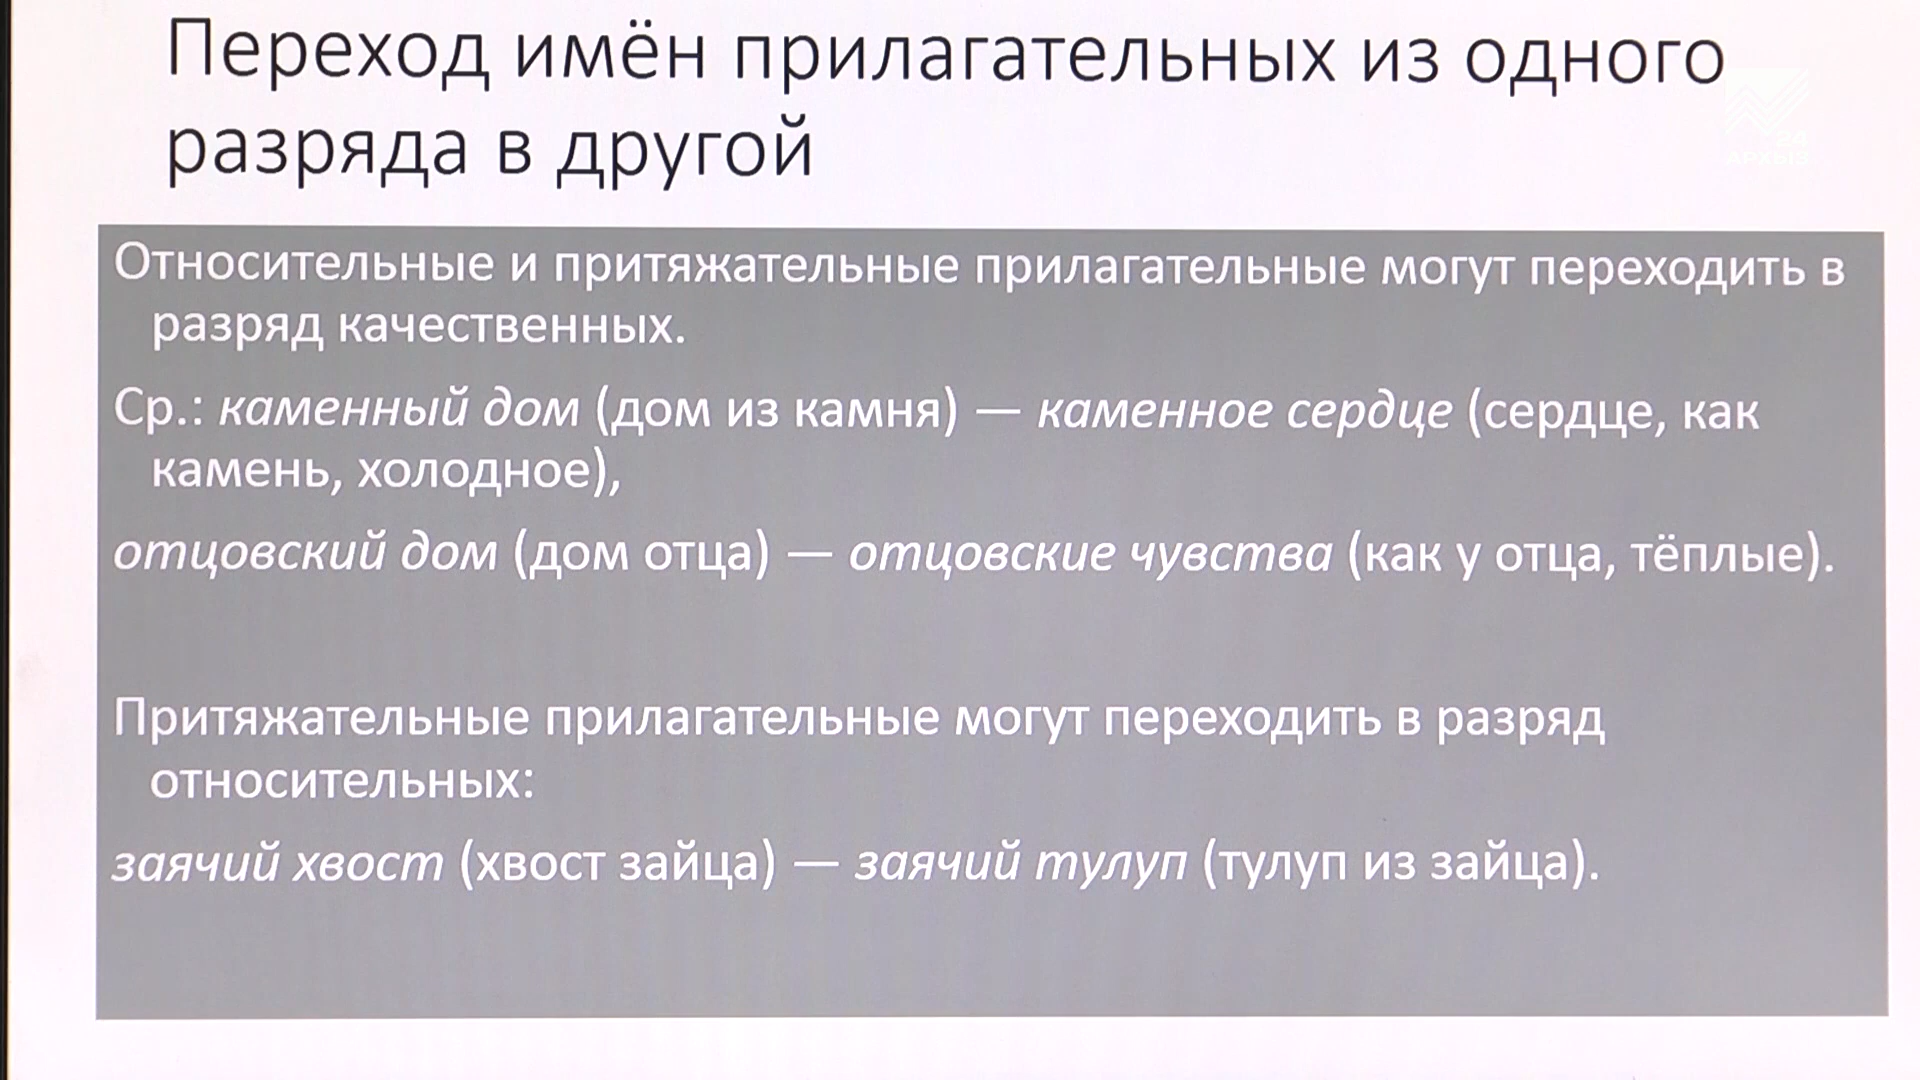 Переход имён прилагательных из одного
разряда в другой
24
АРХЫЗ
Относительные и притяжательные прилагательные могут переходить в
разряд качественных.
Ср.: каменный дом (дом из камня) — каменное сердце (сердце, как
камень, холодное),
отцовский дом (дом отца) — отцовские чувства (как у отца, тёплые).
Притяжательные прилагательные могут переходить в разряд
относительных:
заячий хвост (хвост зайца) — заячий тулуп (тулуп из зайца).